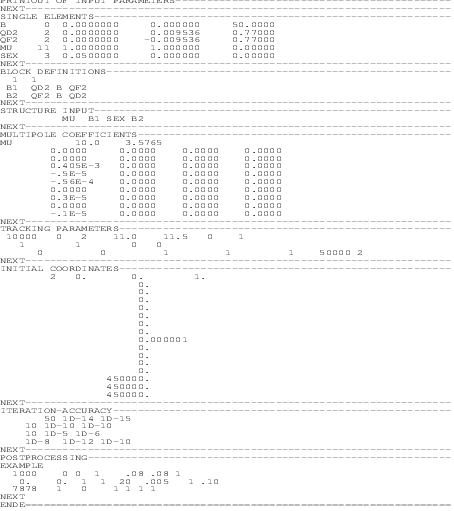 PRINTOUT OF INPUT PARAMETERS--------------------------------------------
NEXT--------------------------------------------
SINGLE ELEMENTS--------------------------------------------
B 0 0.0000000 0.000000 50.0000
QD2 2 0.0000000 0.009536 0.77000
QF2 2 0.0000000 -0.009536 0.77000
MU 11 1.0000000 1.000000 0.0000
SEX 3 0.0500000 0.000000 0.0000
NEXT--------------------------------------------
BLOCK DEFINITIONS--------------------------------------------
1 1
B1 QD2 B QF2
B2 QF2 B QD2
NEXT--------------------------------------------
STRUCTURE INPUT--------------------------------------------
MU B1 SEX B2
NEXT--------------------------------------------
MULTIPOLE COEFFICIENTS--------------------------------------------
MU 10.0 3.5765
0.0000 0.0000 0.0000 0.0000
0.0000 0.0000 0.0000 0.0000
0.405E-3 0.0000 0.0000 0.0000
-.5E-5 0.0000 0.0000 0.0000
-.56E-4 0.0000 0.0000 0.0000
0.0000 0.0000 0.0000 0.0000
0.3E-5 0.0000 0.0000 0.0000
0.0000 0.0000 0.0000 0.0000
-.1E-5 0.0000 0.0000 0.0000
NEXT--------------------------------------------
TRACKING PARAMETERS--------------------------------------------
10000 0 2 11.0 11.5 0 1
1 1 0 0
0 0 1 1 1 50000 2
NEXT--------------------------------------------
INITIAL COORDINATES--------------------------------------------
2 0. 0. 1.
0.
0.
0.
0.
0.
0.
0.000001
0.
0.
0.
0.
450000.
450000.
450000.
NEXT--------------------------------------------
ITERATION-ACCURACY--------------------------------------------
50 1D-14 1D-15
10 1D-10 1D-10
10 1D-5 1D-6
1D-8 1D-12 1D-10
NEXT--------------------------------------------
POSTPROCESSING--------------------------------------------
EXAMPLE
1000 0 0 1 .08 .08 1
0. 0. 1 1 20 .005 1 .10
7878 1 0 1 1 1 1
NEXT
ENDE--------------------------------------------